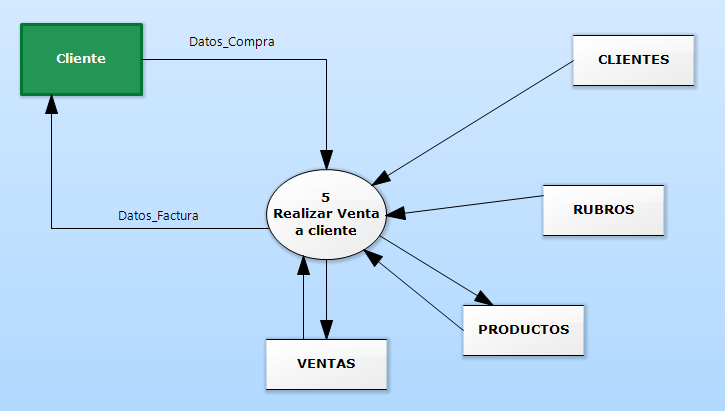 Datos_Compra
Cliente
CLIENTES
5
Realizar Venta
a cliente
RUBROS
Datos_Factura
PRODUCTOS
VENTAS